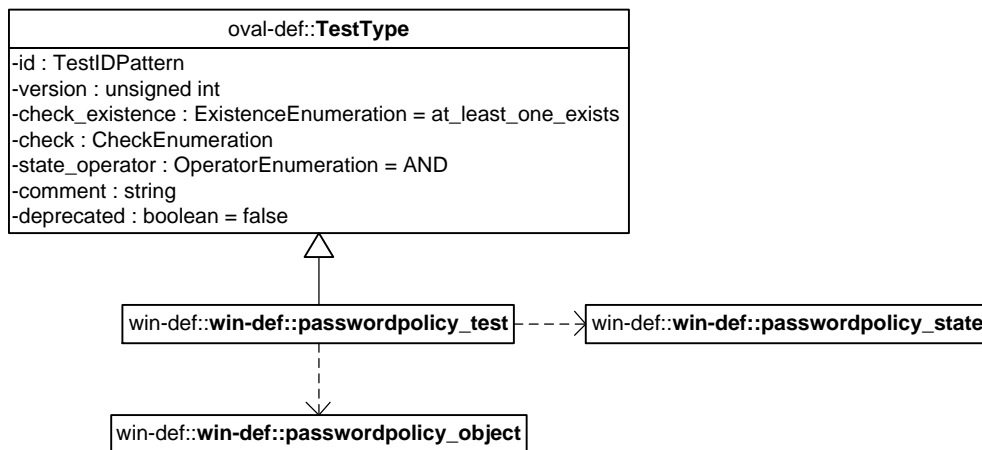 oval-def::TestType
-id : TestIDPattern
-version : unsigned int
-check_existence : ExistenceEnumeration = at_least_one_exists
-check : CheckEnumeration
-state_operator : OperatorEnumeration = AND
-comment : string
-deprecated : boolean = false
win-def::win-def::passwordpolicy_test
win-def::win-def::passwordpolicy_state
win-def::win-def::passwordpolicy_object